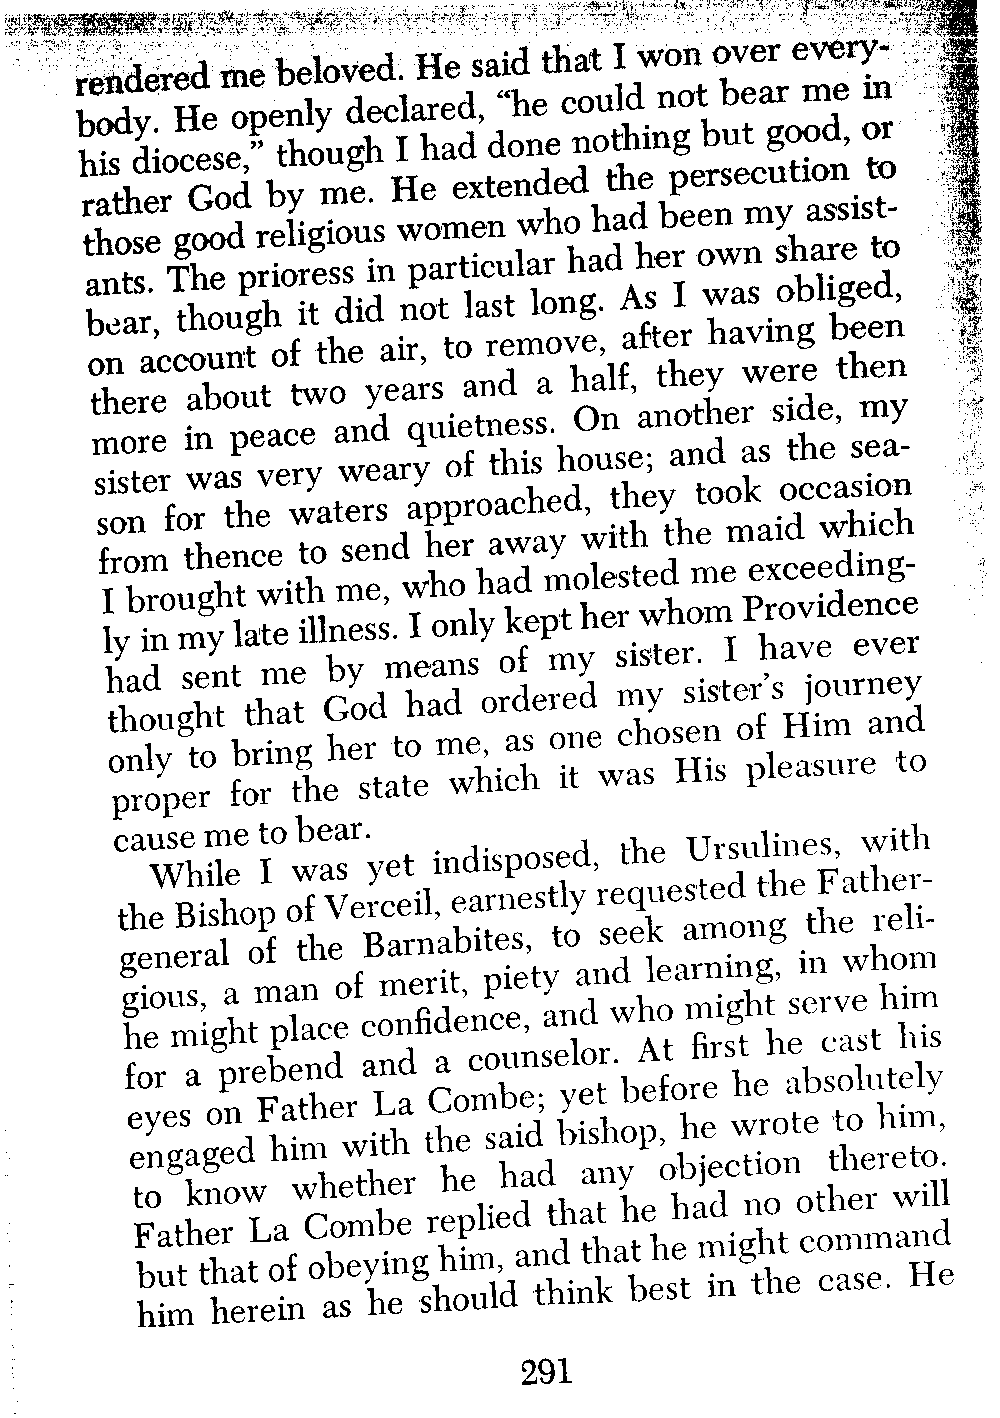 rendered me beloved. He said that I won over every-
body. He openly declared, “he could not bear me in
his diocese,” though I had done nothing but good, or
rather God by me. He extended the persecution to
those good religious women who had been my assist-
ants. The prioress in particular had her own share to
bear, though it did not last long. As I was obliged,
on account of the air, to remove, after having been
there about two years and a half, they were then
more in peace and quietness. On another side, my
sister was very weary of this house; and as the sea-
son for the waters approached, they took occasion
from thence to send her away with the maid which
I brought with me, who had molested me exceeding-
ly in my late illness. I only kept her whom Providence
had sent me by means of my sister. I have ever
thought that God had ordered my sister’s journey
only to bring her to me, as one chosen of Him and
proper for the state which it was His pleasure to
cause me to bear.
While I was yet indisposed, the Ursulines, with
the Bishop of Verceil, earnestly requested the Father-
general of the Barnabites, to seek among the reli-
gious, a man of merit, piety and learning, in whom
he might place confidence, and who might serve him
for a prebend and a counselor. At first he cast his
eyes on Father La Combe; yet before he absolutely
engaged him with the said bishop, he wrote to him,
to know whether he had any objection thereto.
Father La Combe replied that he had no other will
but that of obeying him, and that he might command
him herein as he should think best in the case. He
291